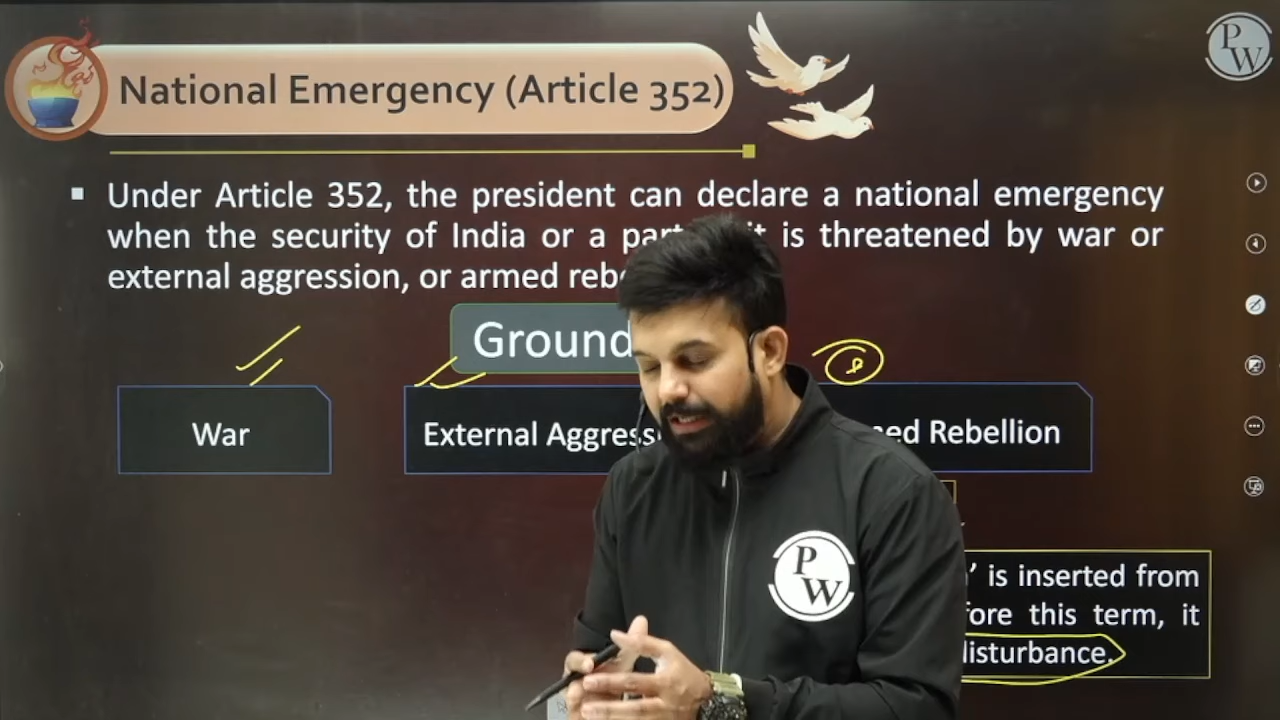 National Emergency (Article 352)
PW
Under Article 352, the president can declare a national emergency
when the security of India or a part it is threatened by war or
external aggression, or armed
Ground
War
External Aggress
Rebellion
is inserted from
this term, it
disturbance.
PW